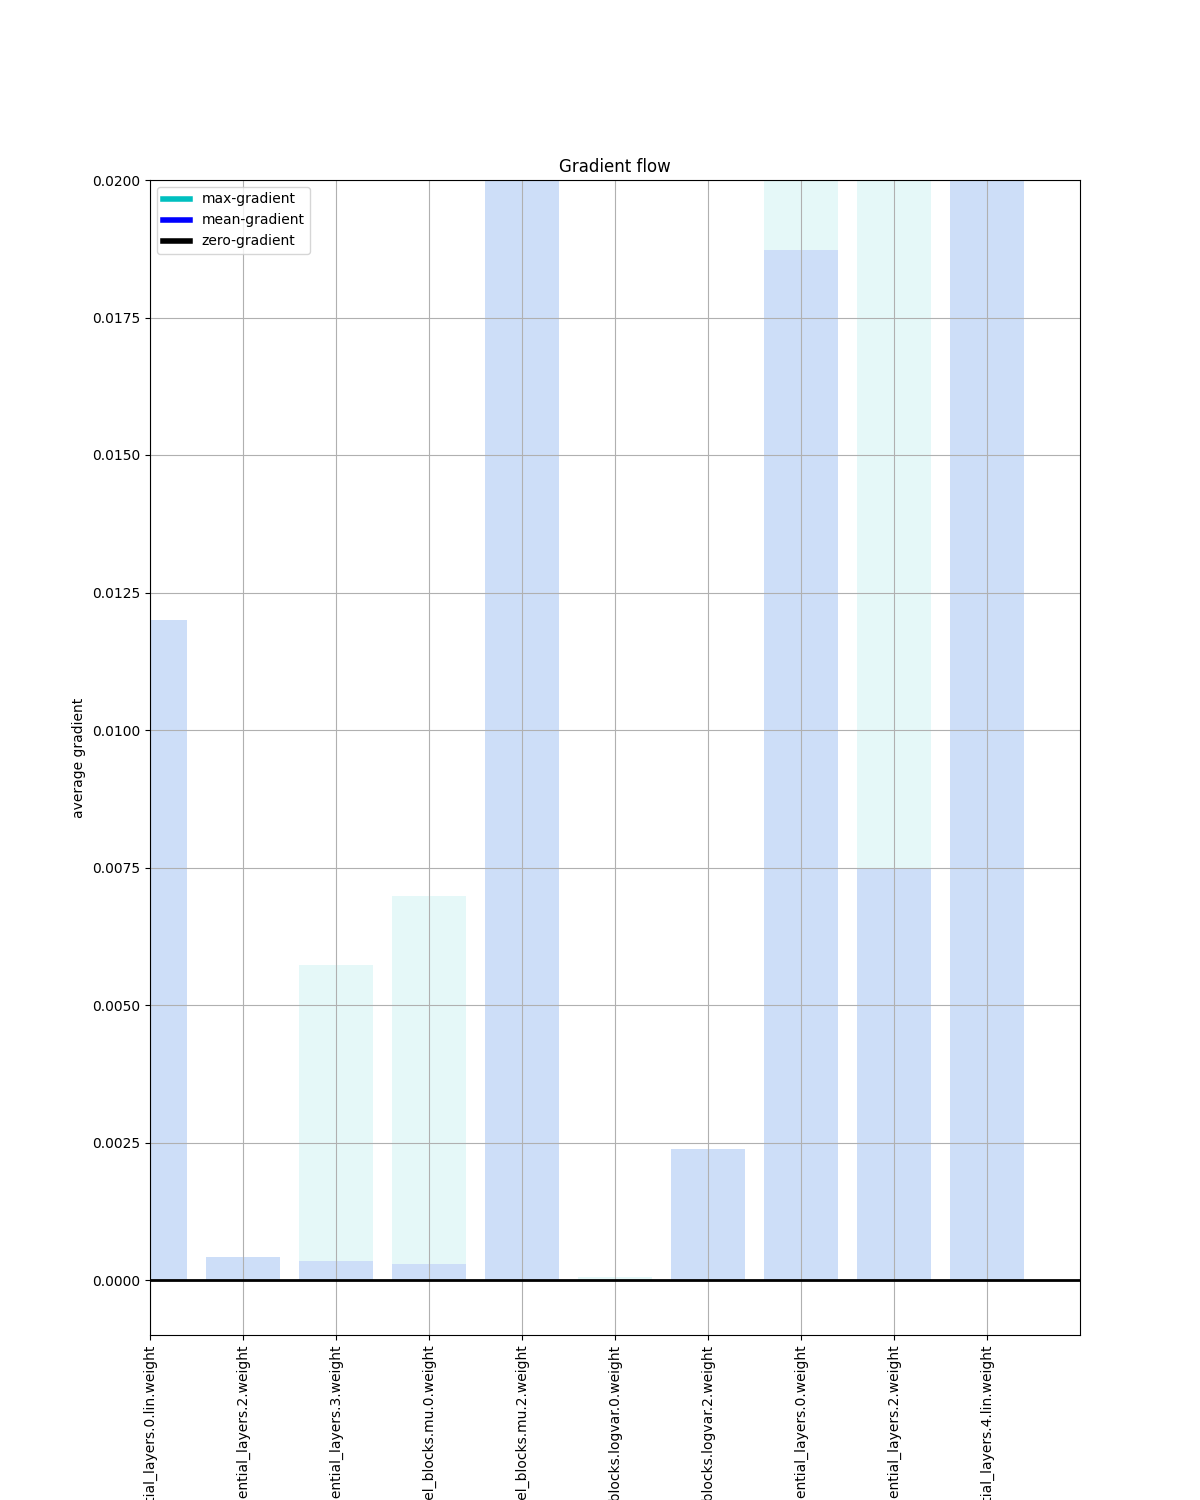 Gradient flow
max-gradient
mean-gradient
zero-gradient
0.0200
0.0175
0.0150
0.0125
0.0100
0.0075
0.0050
0.0025
0.0000
average gradient
tial_layers.0.lin.weight
ential_layers.2.weight
ential_layers.3.weight
el_blocks.mu.0.weight
el_blocks.mu.2.weight
blocks.logvar.0.weight
blocks.logvar.2.weight
ential_layers.0.weight
ential_layers.2.weight
tial_layers.4.lin.weight